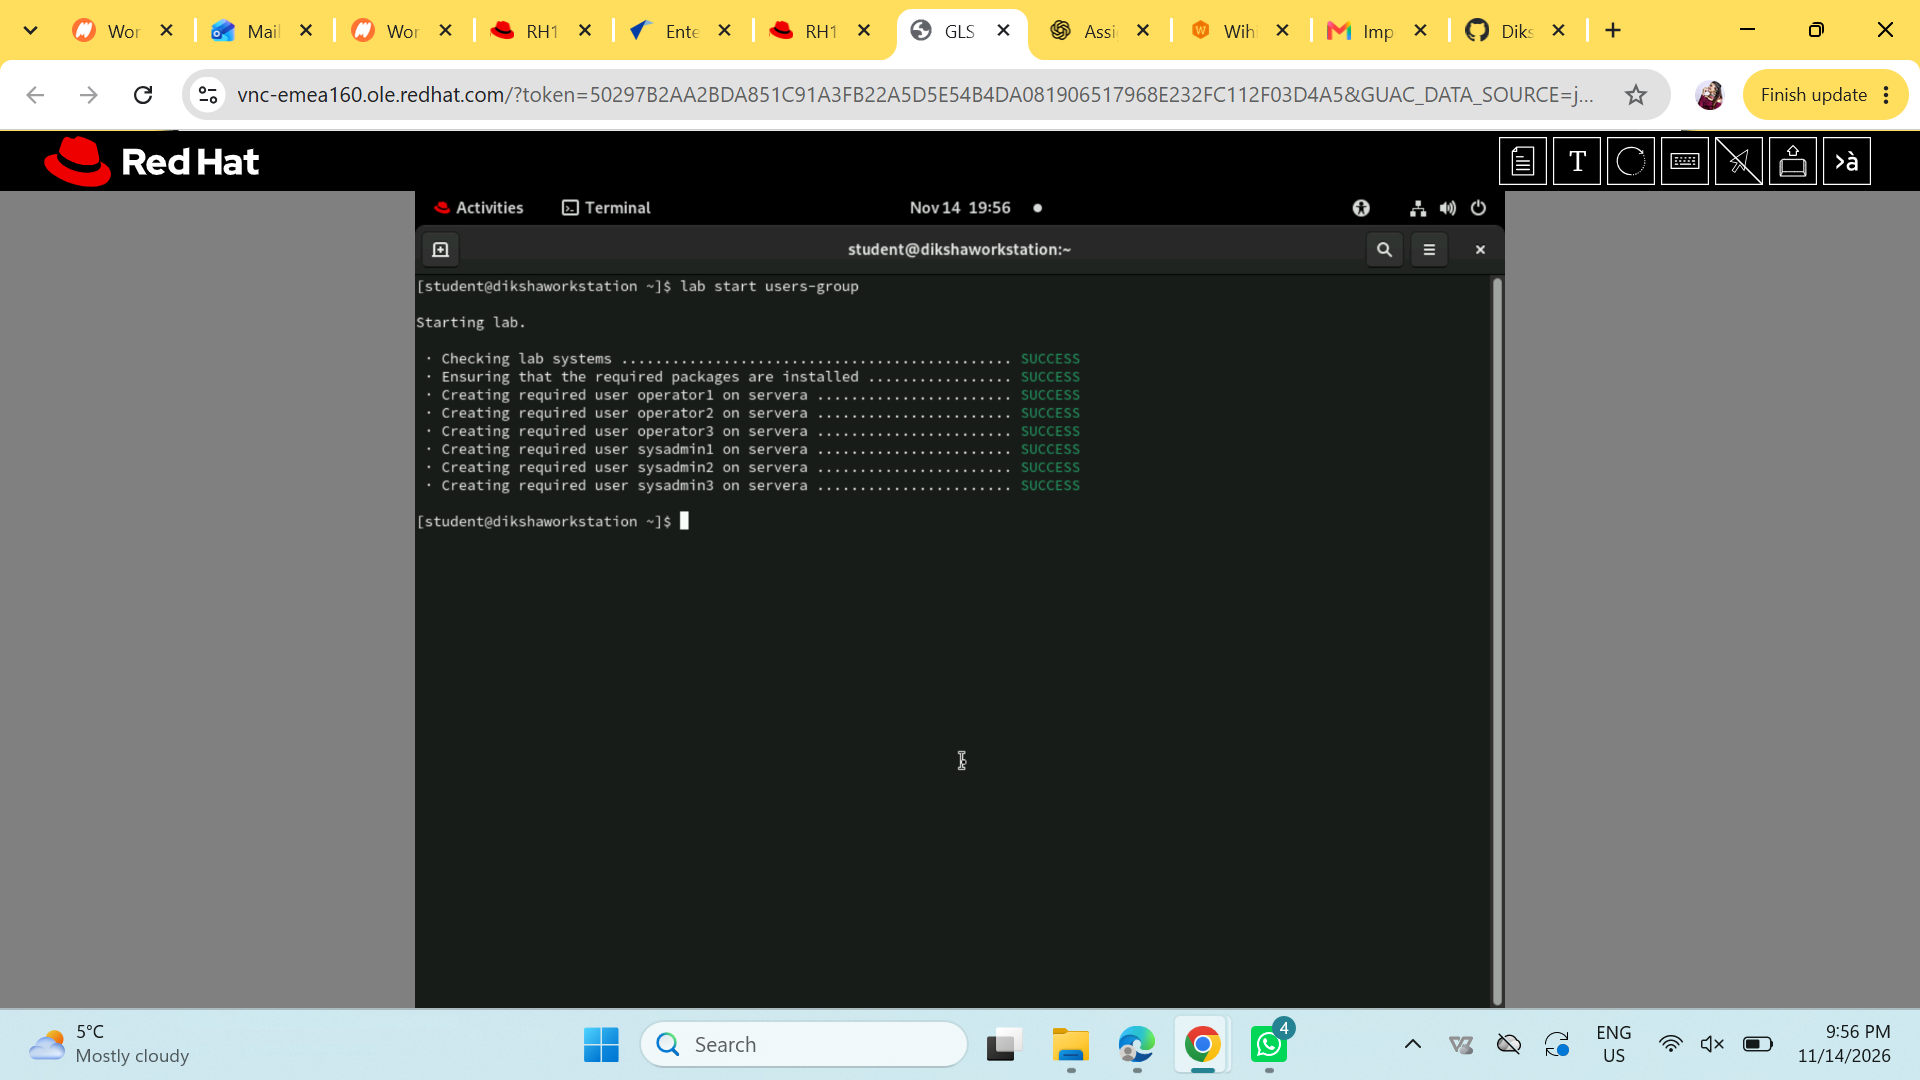 Wor
Mail
Wor
RH1
Ente
RH1
GLS
Assi
Wihi
Imp
Diks
vnc-emea160.ole.redhat.com/?token=50297B2AA2BDA851C91A3FB22A5D5E54B4DA081906517968E232FC112F03D4A5&GUAC_DATA_SOURCE=j...
Finish update
Red Hat
T
›à
Activities
Terminal
Nov 14 19:56
student@dikshaworkstation:~
[student@dikshaworkstation ~]$ lab start users-group
Starting lab.
· Checking lab systems .............................................. SUCCESS
· Ensuring that the required packages are installed ................. SUCCESS
· Creating required user operator1 on servera ....................... SUCCESS
· Creating required user operator2 on servera ....................... SUCCESS
· Creating required user operator3 on servera ....................... SUCCESS
· Creating required user sysadmin1 on servera ....................... SUCCESS
· Creating required user sysadmin2 on servera ....................... SUCCESS
· Creating required user sysadmin3 on servera ....................... SUCCESS
[student@dikshaworkstation ~]$
5°C
Mostly cloudy
Search
4
ENG
US
9:56 PM
11/14/2026